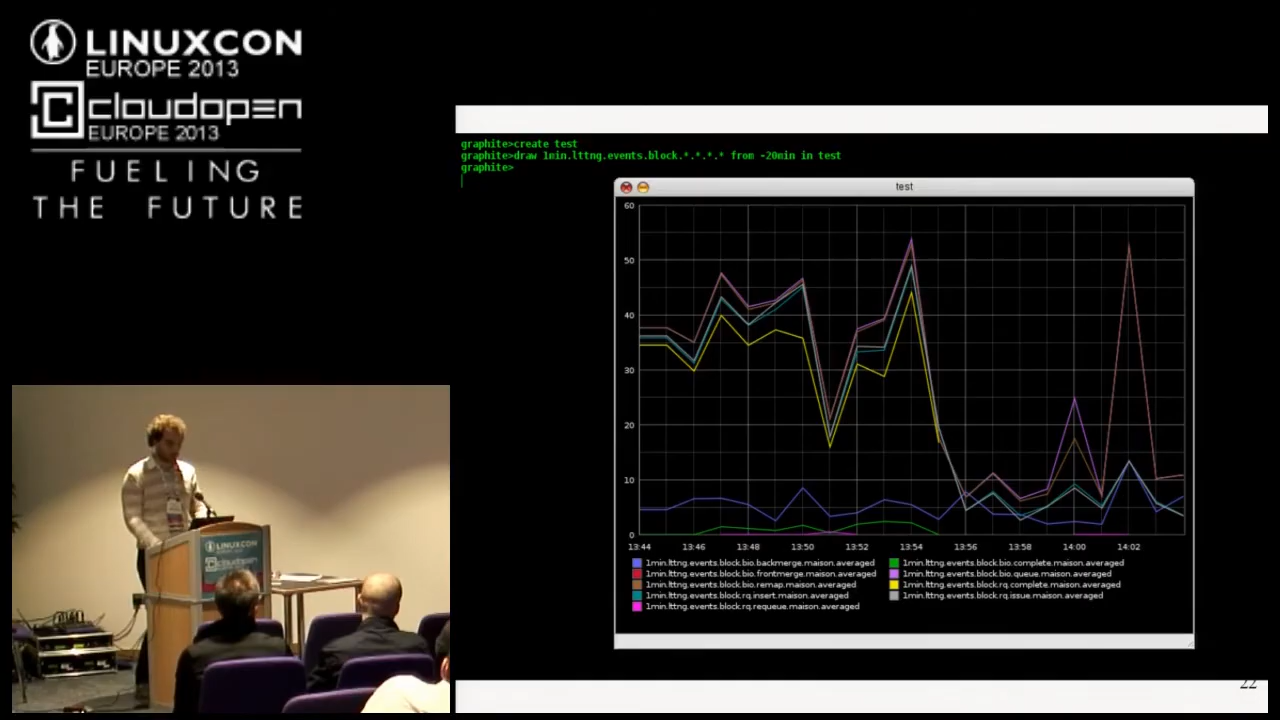 LINUXCON
EUROPE 2013
cloudopen
EUROPE 2013
FUELING
THE FUTURE
graphite>create test
graphite>draw 1min.lttng.events.block.*.*.*.* from -20min in test
graphite>
test
60
50
40
30
20
10
0
13:44 13:46 13:48 13:50 13:52 13:54 13:56 13:58 14:00 14:02
1min.lttng.events.block.bio.backmerge.maison.averaged 1min.lttng.events.block.bio.complete.maison.averaged
1min.lttng.events.block.bio.frontmerge.maison.averaged 1min.lttng.events.block.bio.queue.maison.averaged
1min.lttng.events.block.bio.remap.maison.averaged 1min.lttng.events.block.rq.complete.maison.averaged
1min.lttng.events.block.rq.insert.maison.averaged 1min.lttng.events.block.rq.issue.maison.averaged
1min.lttng.events.block.rq.requeue.maison.averaged
22
LINUXCON
cloudopen